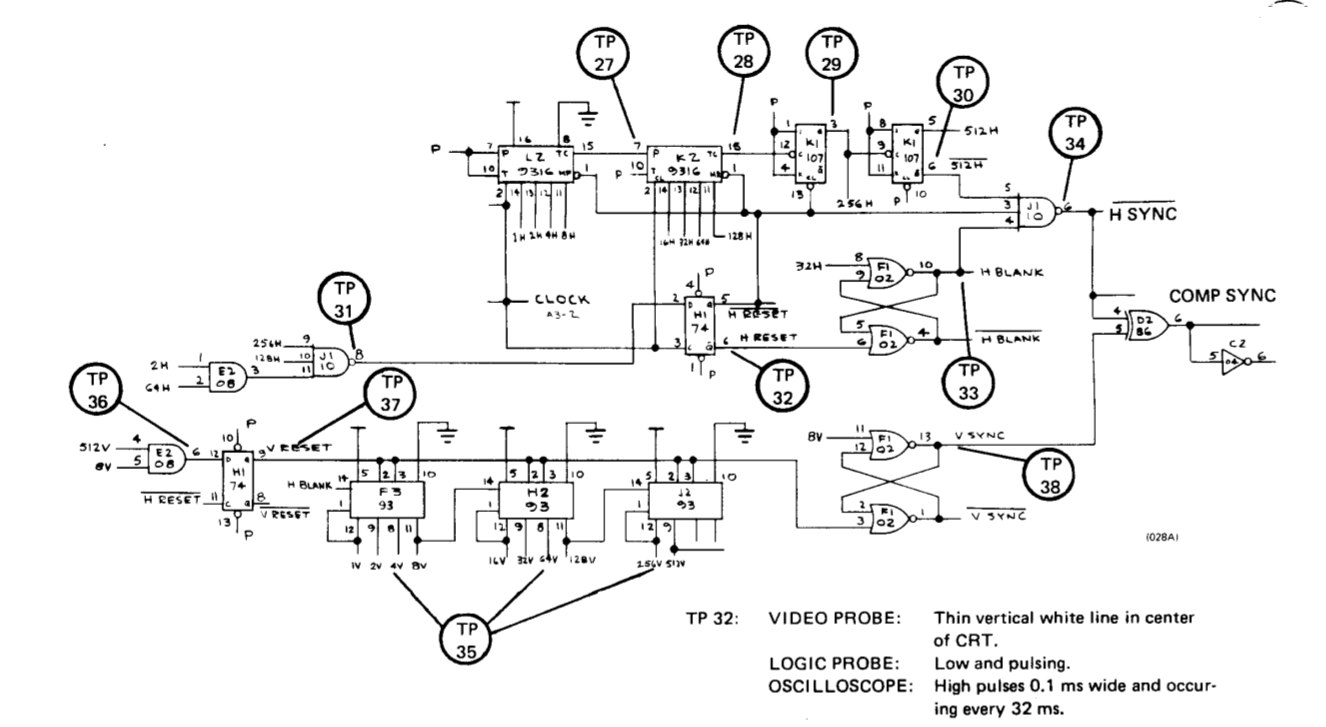 TP 27
TP 28
TP 29
TP 30
TP 34
P
7
10
P
T
16
8
L2
9316
TC
15
1
2 14 13 12 11
1H 2H 4H 8H
7
10
P
P
T
CL
K2
9316
TC
15
1
2 14 13 12 11
16H 32H 64H
128H
P
1
12
4
K1
107
3
13
256H
P
8
9
11
K1
107
5
512H
6
512H
10
P
5
3
4
J1
10
6
H SYNC
32H
8
9
F1
02
10
H BLANK
CLOCK
A3-2
P
4
2
D
H1
74
5
H RESET
3
C
6
H RESET
1
P
5
6
F1
02
4
H BLANK
COMP SYNC
4
5
D2
86
6
C2
5
04
6
TP 31
256H 9
128H 10
11
J1
10
8
2H
64H
1
2
E2
08
3
TP 32
TP 33
TP 36
TP 37
512V
8V
4
5
E2
08
6
12
P
10
9
V RESET
D
H1
74
H RESET
11
C
8
V RESET
13
P
H BLANK
14
1
5 2 3 10
F3
93
12 9 8 11
1V 2V 4V 8V
14
1
5 2 3 10
H2
93
12 9 8 11
16V 32V 64V 128V
14
1
5 2 3 10
J2
93
12 9
256V 512V
8V
11
12
F1
02
13
V SYNC
2
3
F1
02
1
V SYNC
TP 38
TP 35
(028A)
TP 32: VIDEO PROBE: Thin vertical white line in center
of CRT.
LOGIC PROBE: Low and pulsing.
OSCILLOSCOPE: High pulses 0.1 ms wide and occur-
ing every 32 ms.